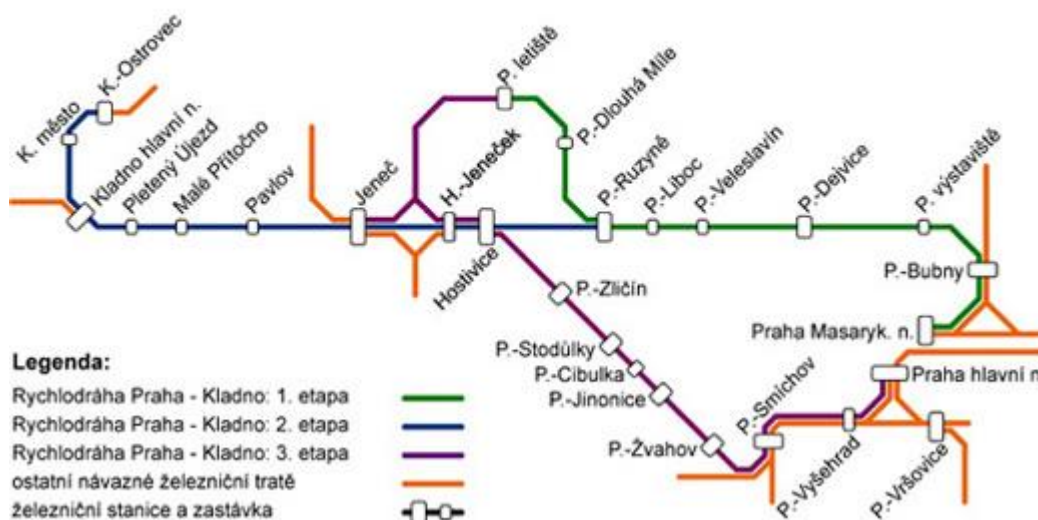 K.-Ostrovec
K. město
Kladno hlavní n.
Pletený Újezd
Malé Přítočno
Pavlov
Jeneč
H.-Jeneček
Hostivice
P. letiště
P.-Dlouhá Míle
P.-Ruzyně
P.-Liboc
P.-Veleslavín
P.-Dejvice
P. výstaviště
P.-Bubny
Praha Masaryk. n.
P.-Zličín
P.-Stodůlky
P.-Cibulka
P.-Jinonice
P.-Žvahov
P.-Smíchov
P.-Vyšehrad
Praha hlavní n
P.-Vršovice
Legenda:
Rychlodráha Praha - Kladno: 1. etapa
Rychlodráha Praha - Kladno: 2. etapa
Rychlodráha Praha - Kladno: 3. etapa
ostatní návazné železniční tratě
železniční stanice a zastávka